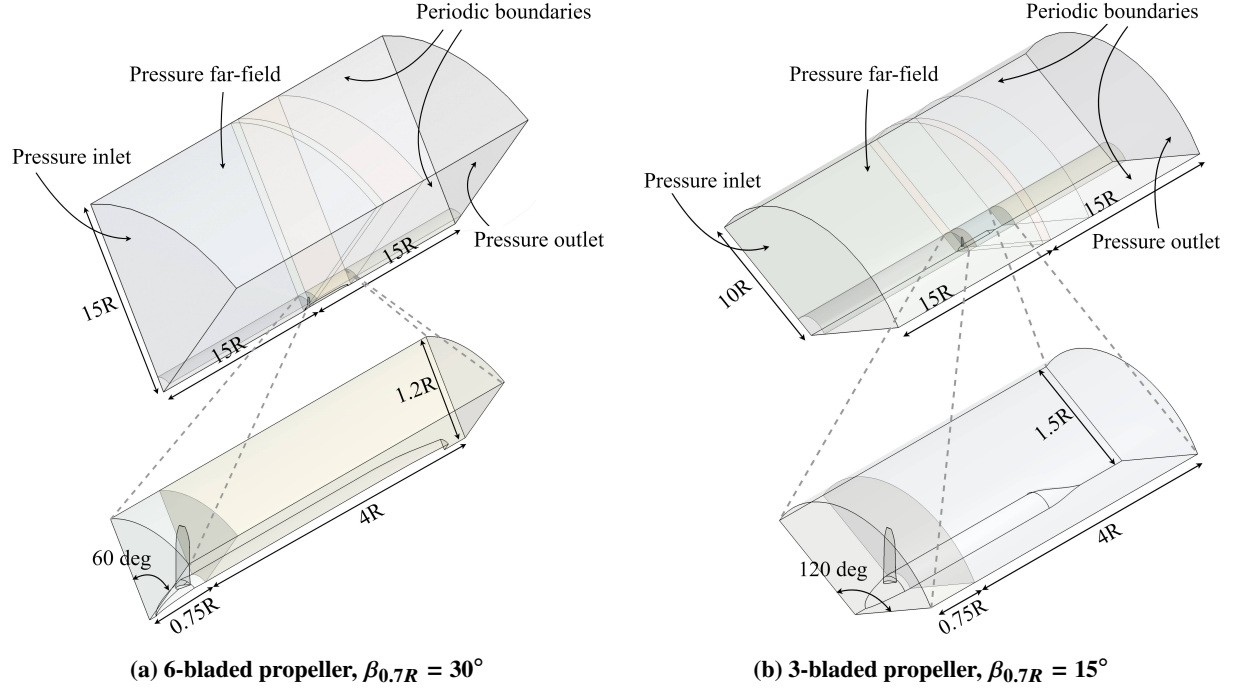 Periodic boundaries
Pressure far-field
Pressure inlet
Pressure outlet
15R
15R
15R
1.2R
4R
60 deg
0.75R
(a) 6-bladed propeller, β0.7R = 30°
Periodic boundaries
Pressure far-field
Pressure inlet
Pressure outlet
15R
10R
15R
1.5R
4R
120 deg
0.75R
(b) 3-bladed propeller, β0.7R = 15°